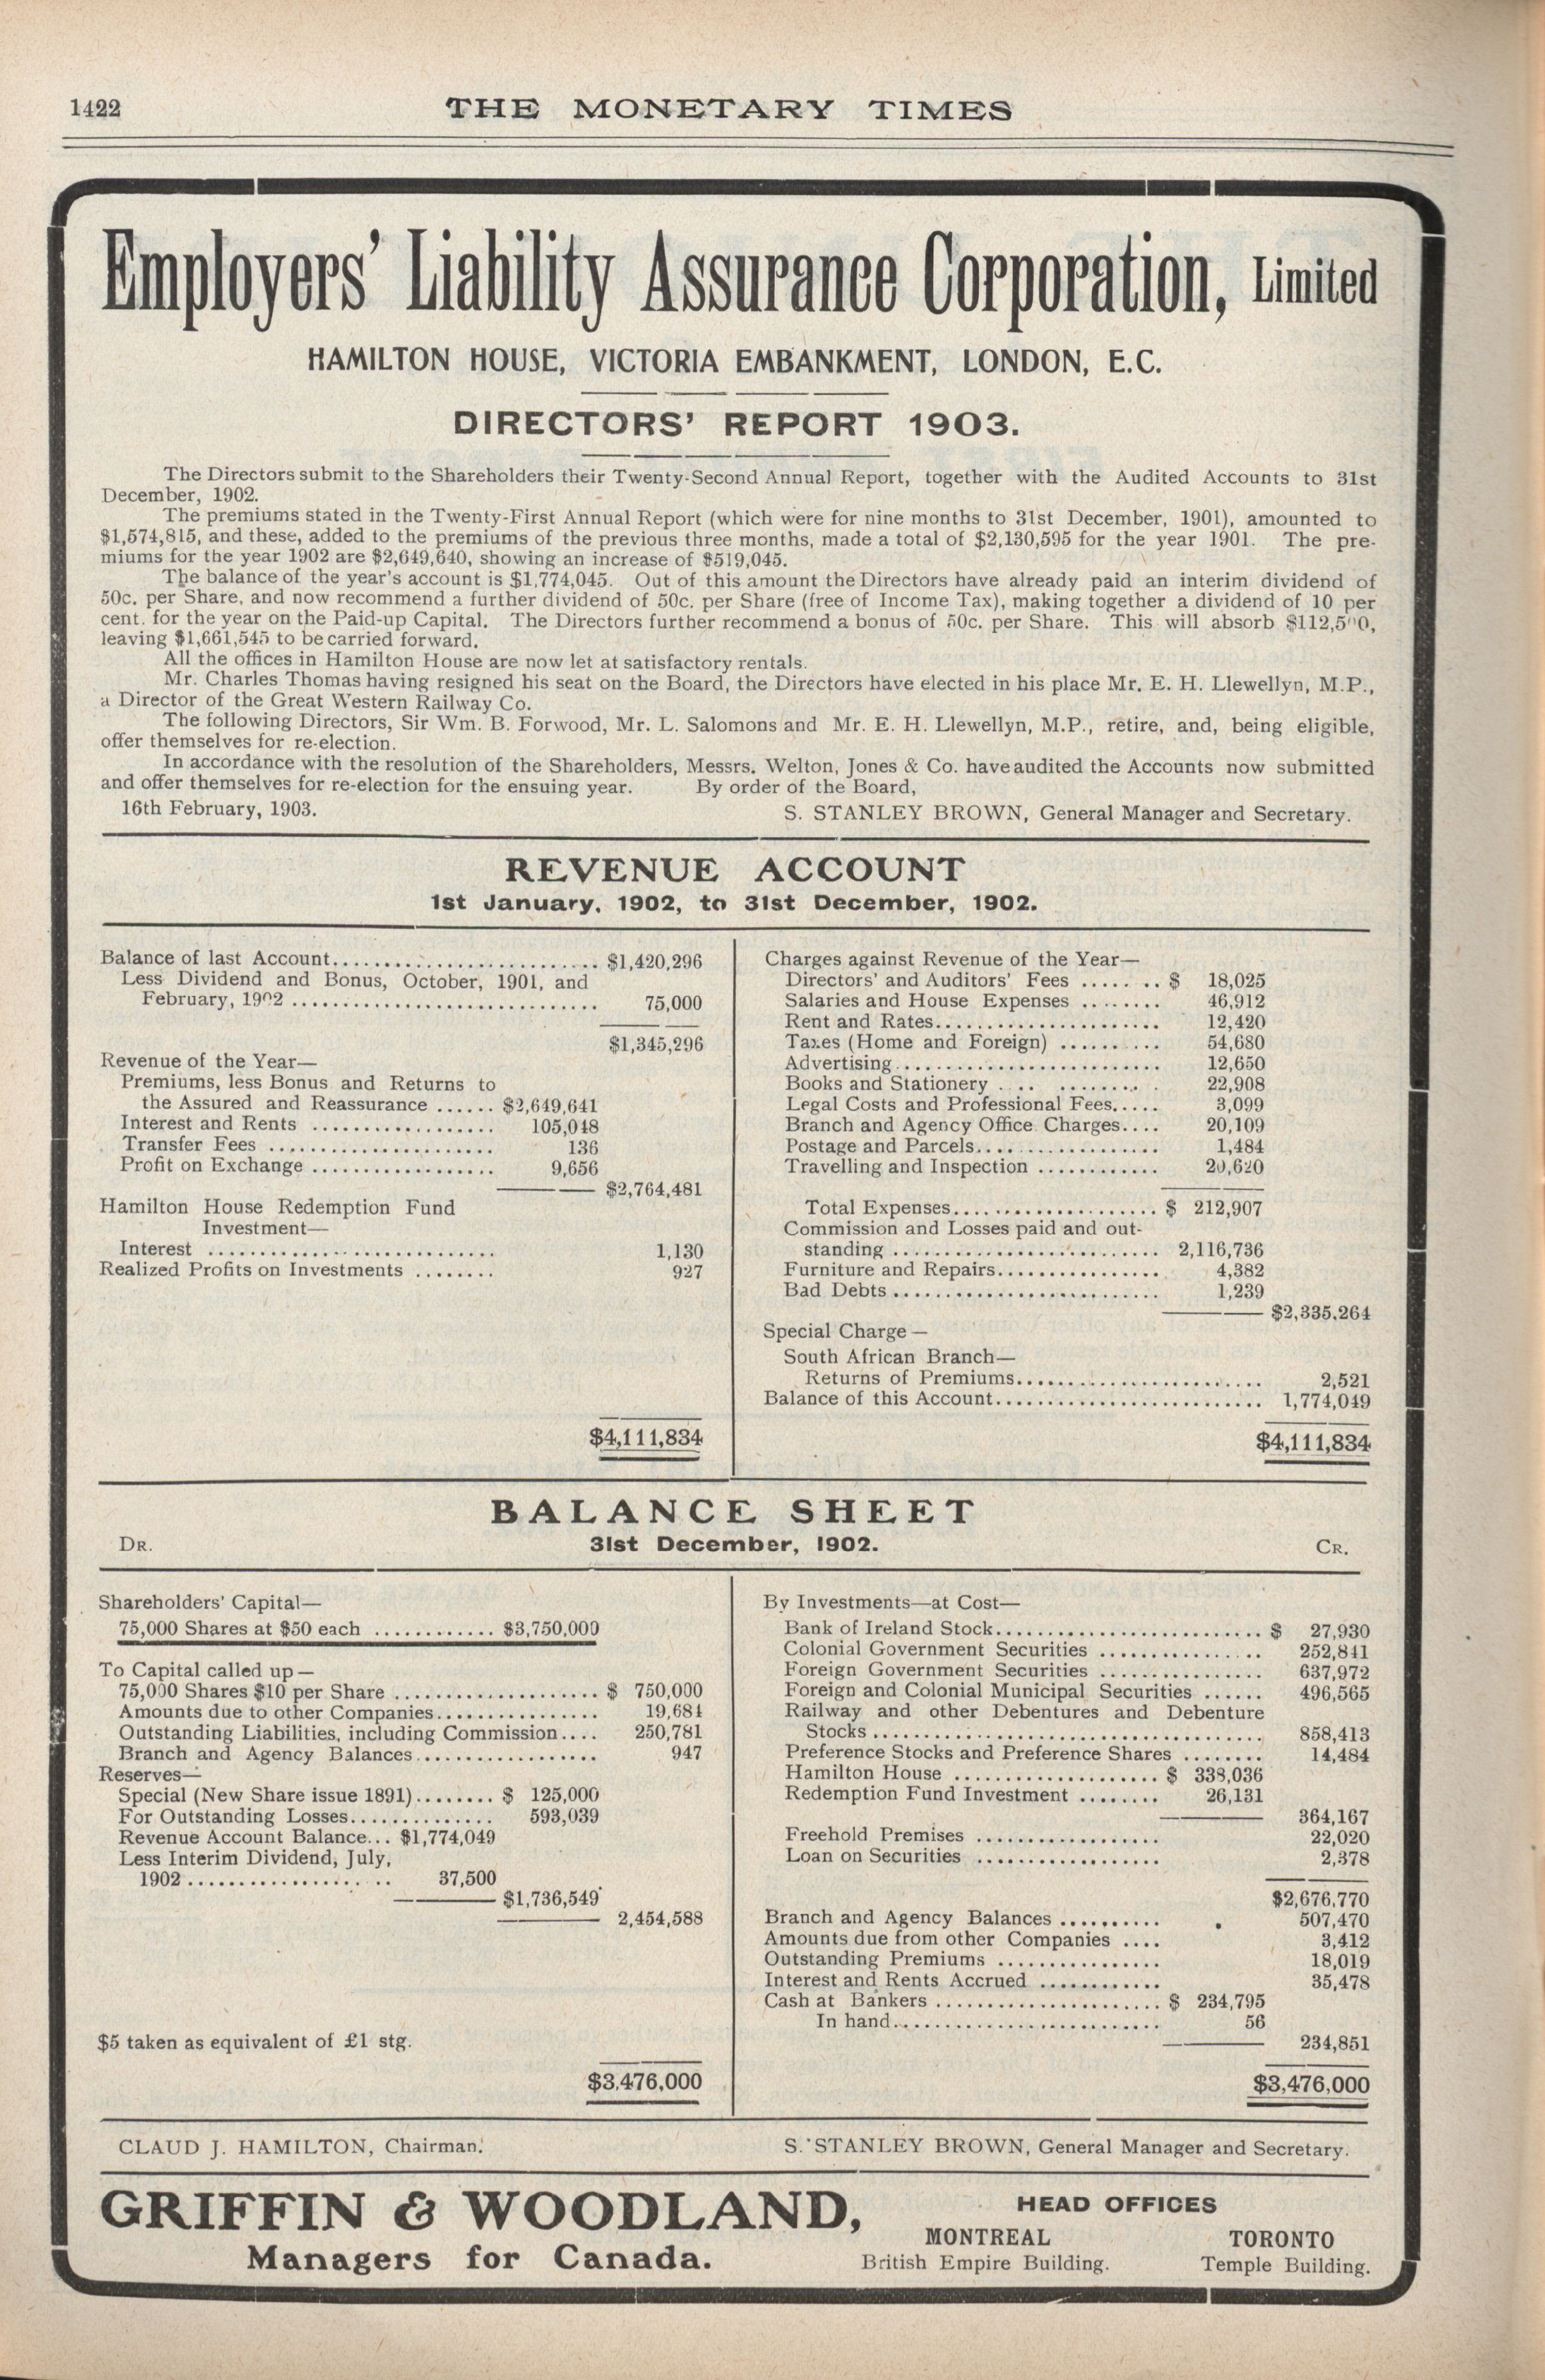 1422
THE MONETARY TIMES
Employers' Liability Assurance Corporation, Limited
HAMILTON HOUSE, VICTORIA EMBANKMENT, LONDON, E.C.
DIRECTORS' REPORT 1903.
The Directors submit to the Shareholders their Twenty-Second Annual Report, together with the Audited Accounts to 31st
December, 1902.
The premiums stated in the Twenty-First Annual Report (which were for nine months to 31st December, 1901), amounted to
$1,574,815, and these, added to the premiums of the previous three months, made a total of $2,130,595 for the year 1901. The pre-
miums for the year 1902 are $2,649,640, showing an increase of $519,045.
The balance of the year's account is $1,774,045. Out of this amount the Directors have already paid an interim dividend of
50c. per Share, and now recommend a further dividend of 50c. per Share (free of Income Tax), making together a dividend of 10 per
cent. for the year on the Paid-up Capital. The Directors further recommend a bonus of 50c. per Share. This will absorb $112,500,
leaving $1,661,545 to be carried forward.
All the offices in Hamilton House are now let at satisfactory rentals.
Mr. Charles Thomas having resigned his seat on the Board, the Directors have elected in his place Mr. E. H. Llewellyn, M.P.,
a Director of the Great Western Railway Co.
The following Directors, Sir Wm. B. Forwood, Mr. L. Salomons and Mr. E. H. Llewellyn, M.P., retire, and, being eligible,
offer themselves for re-election.
In accordance with the resolution of the Shareholders, Messrs. Welton, Jones & Co. have audited the Accounts now submitted
and offer themselves for re-election for the ensuing year. By order of the Board,
16th February, 1903. S. STANLEY BROWN, General Manager and Secretary.
REVENUE ACCOUNT
1st January, 1902, to 31st December, 1902.
Balance of last Account........................... $1,420,296
Less Dividend and Bonus, October, 1901, and
February, 1902 .............................. 75,000
$1,345,296
Revenue of the Year—
Premiums, less Bonus and Returns to
the Assured and Reassurance ...... $2,649,641
Interest and Rents .................. 105,048
Transfer Fees ...................... 136
Profit on Exchange .................. 9,656
$2,764,481
Hamilton House Redemption Fund
Investment—
Interest ............................ 1,130
Realized Profits on Investments ........ 927
$4,111,834
Charges against Revenue of the Year—
Directors' and Auditors' Fees ........ $ 18,025
Salaries and House Expenses ........ 46,912
Rent and Rates...................... 12,420
Taxes (Home and Foreign) .......... 54,680
Advertising.......................... 12,650
Books and Stationery .... ........ 22,908
Legal Costs and Professional Fees..... 3,099
Branch and Agency Office Charges.... 20,109
Postage and Parcels.................. 1,484
Travelling and Inspection ............ 20,620
Total Expenses.................... $ 212,907
Commission and Losses paid and out-
standing .......................... 2,116,736
Furniture and Repairs................ 4,382
Bad Debts .......................... 1,239
$2,335,264
Special Charge—
South African Branch—
Returns of Premiums........................ 2,521
Balance of this Account.......................... 1,774,049
$4,111,834
BALANCE SHEET
DR. 31st December, 1902. CR.
Shareholders' Capital—
75,000 Shares at $50 each ............ $3,750,000
To Capital called up—
75,000 Shares $10 per Share .................... $ 750,000
Amounts due to other Companies................ 19,684
Outstanding Liabilities, including Commission.... 250,781
Branch and Agency Balances.................. 947
Reserves—
Special (New Share issue 1891)........ $ 125,000
For Outstanding Losses.............. 593,039
Revenue Account Balance... $1,774,049
Less Interim Dividend, July,
1902.................... 37,500
$1,736,549
2,454,588
$5 taken as equivalent of £1 stg.
$3,476,000
By Investments—at Cost—
Bank of Ireland Stock.......................... $ 27,930
Colonial Government Securities ................ 252,841
Foreign Government Securities ................ 637,972
Foreign and Colonial Municipal Securities ...... 496,565
Railway and other Debentures and Debenture
Stocks ...................................... 858,413
Preference Stocks and Preference Shares ........ 14,484
Hamilton House .................... $ 338,036
Redemption Fund Investment ........ 26,131
364,167
Freehold Premises .................. 22,020
Loan on Securities .................. 2,378
$2,676,770
Branch and Agency Balances .......... 507,470
Amounts due from other Companies .... 3,412
Outstanding Premiums ................ 18,019
Interest and Rents Accrued ............ 35,478
Cash at Bankers ...................... $ 234,795
In hand.......................... 56
234,851
$3,476,000
CLAUD J. HAMILTON, Chairman. S. STANLEY BROWN, General Manager and Secretary.
GRIFFIN & WOODLAND,
Managers for Canada.
HEAD OFFICES
MONTREAL TORONTO
British Empire Building. Temple Building.